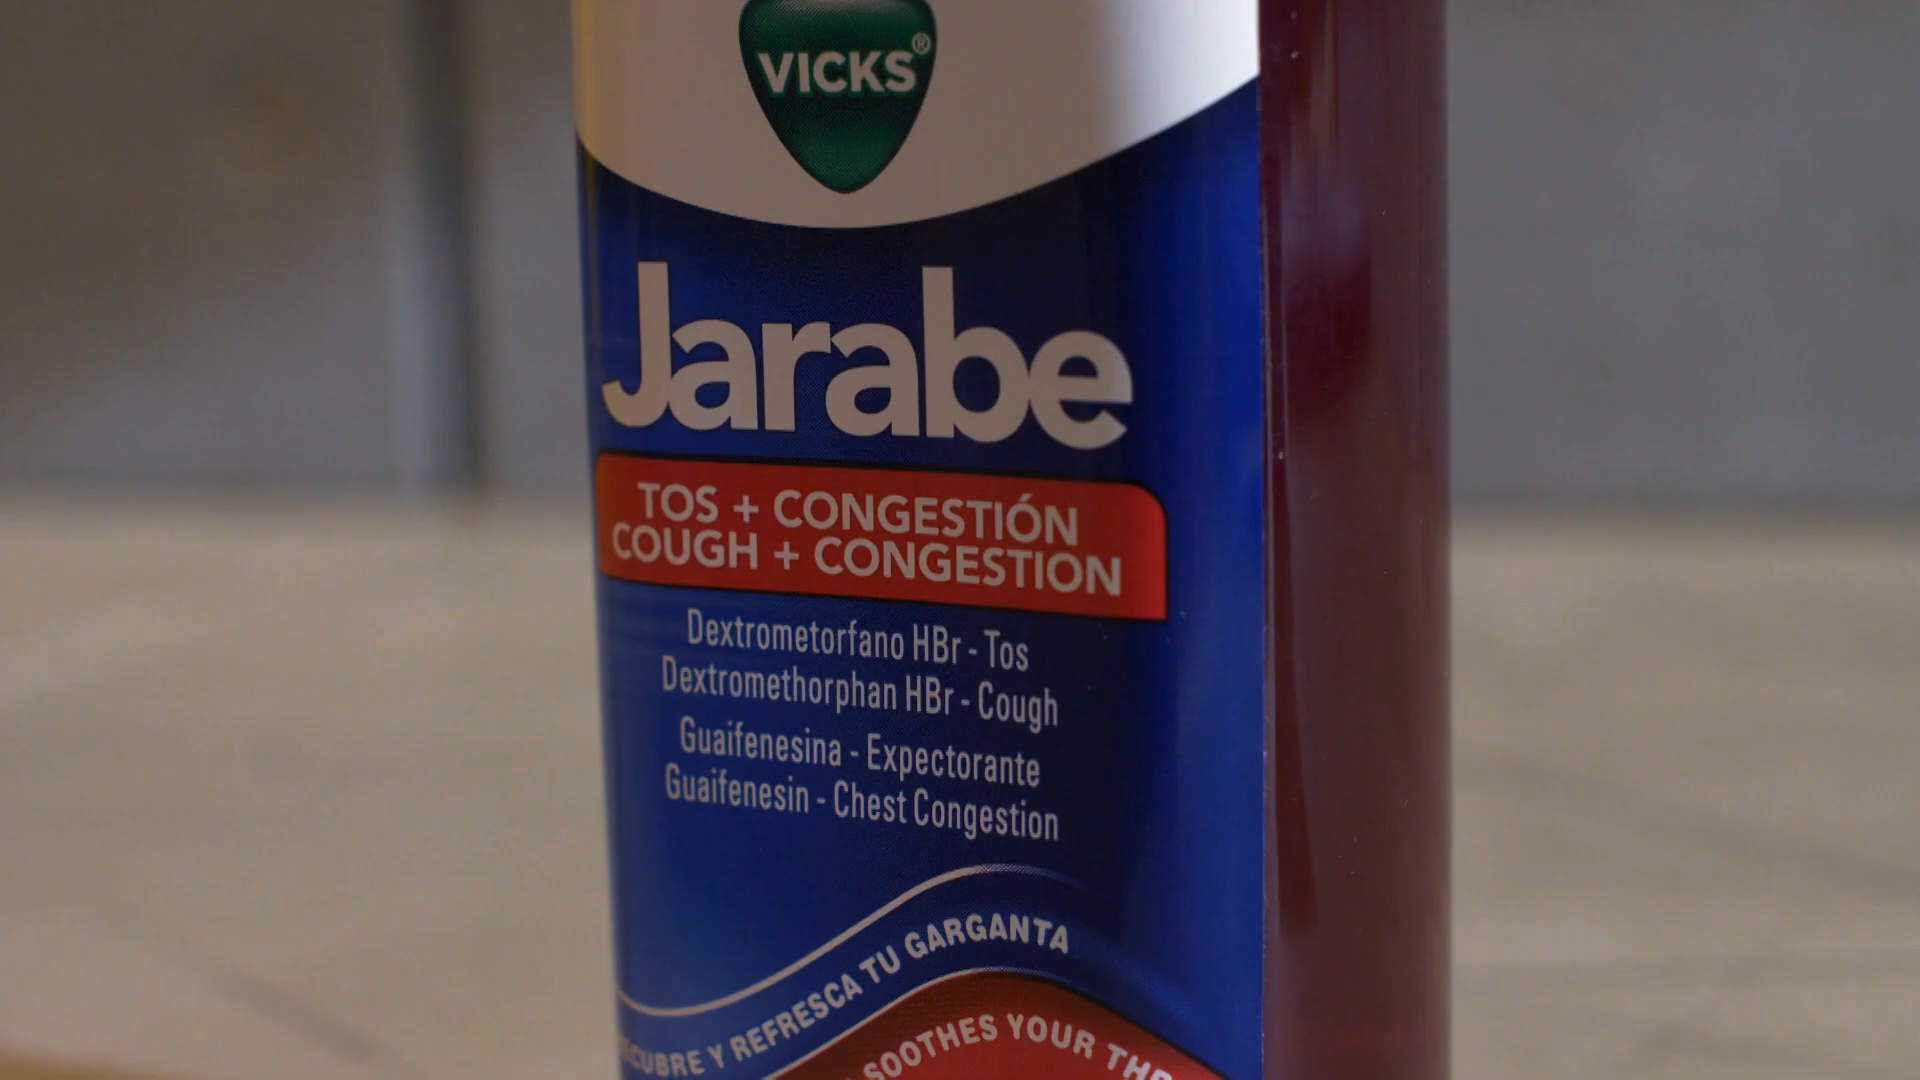 VICKS®
Jarabe
TOS + CONGESTIÓN
COUGH + CONGESTION
Dextrometorfano HBr - Tos
Dextromethorphan HBr - Cough
Guaifenesina - Expectorante
Guaifenesin - Chest Congestion
Y REFRESCA TU GARGANTA
SOOTHES YOUR